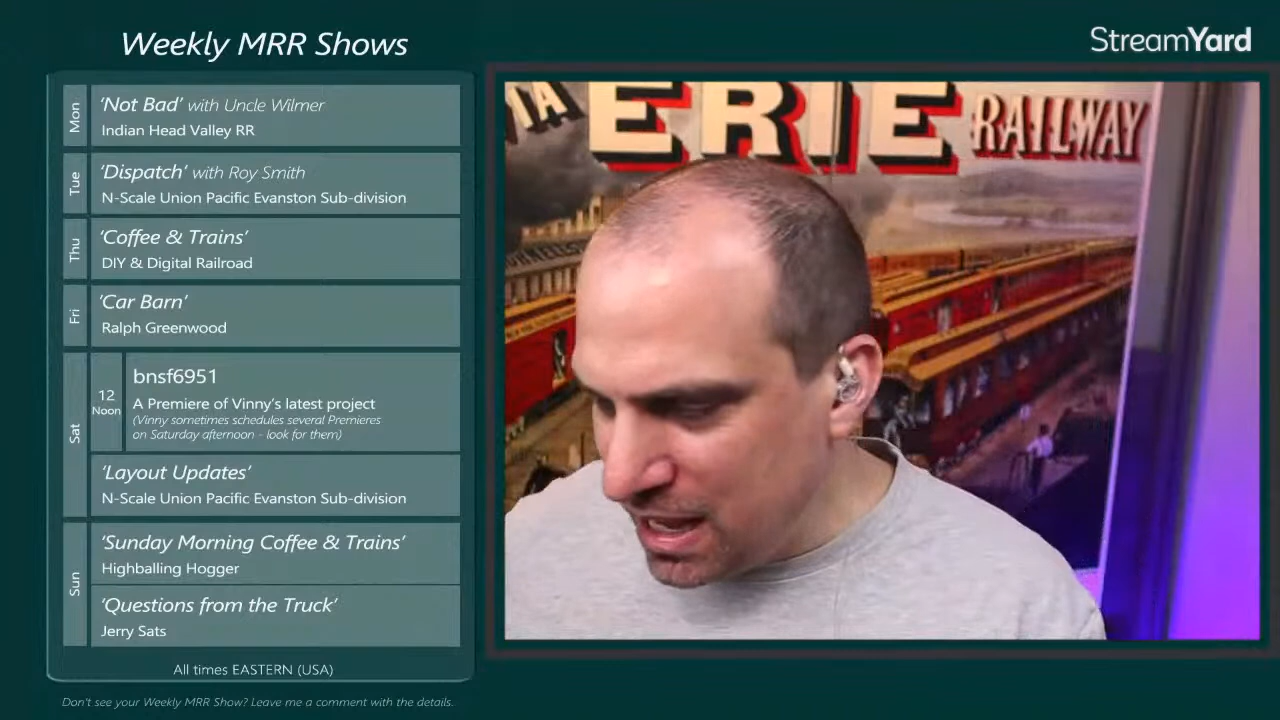 Weekly MRR Shows
StreamYard
Mon
‘Not Bad’ with Uncle Wilmer
Indian Head Valley RR
Tue
‘Dispatch’ with Roy Smith
N-Scale Union Pacific Evanston Sub-division
Thu
‘Coffee & Trains’
DIY & Digital Railroad
Fri
‘Car Barn’
Ralph Greenwood
Sat
12
Noon
bnsf6951
A Premiere of Vinny’s latest project
(Vinny sometimes schedules several Premieres
on Saturday afternoon - look for them)
‘Layout Updates’
N-Scale Union Pacific Evanston Sub-division
Sun
‘Sunday Morning Coffee & Trains’
Highballing Hogger
‘Questions from the Truck’
Jerry Sats
All times EASTERN (USA)
Don't see your Weekly MRR Show? Leave me a comment with the details.
ERIE RAILWAY